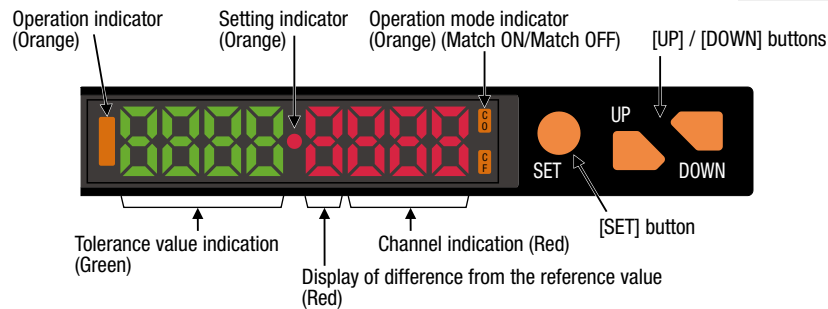 Operation indicator
(Orange)
Setting indicator
(Orange)
Operation mode indicator
(Orange) (Match ON/Match OFF)
[UP] / [DOWN] buttons
C
O
C
F
UP
SET
DOWN
Tolerance value indication
(Green)
Display of difference from the reference value
(Red)
Channel indication (Red)
[SET] button